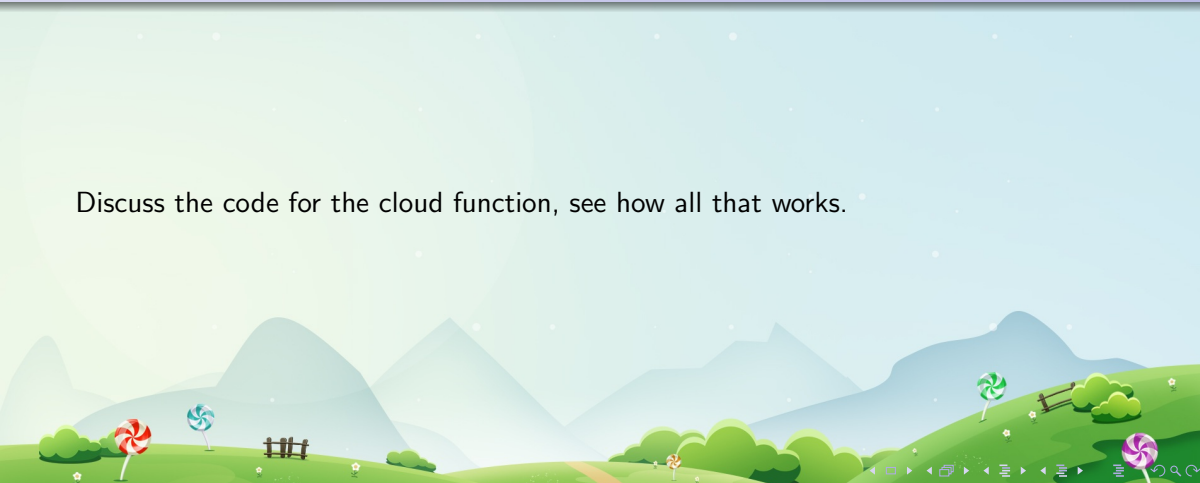 Discuss the code for the cloud function, see how all that works.